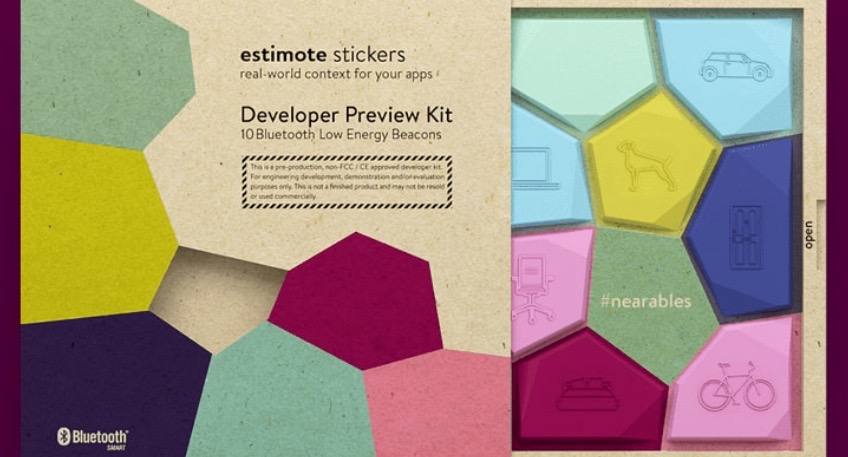 estimote stickers
real-world context for your apps
Developer Preview Kit
10 Bluetooth Low Energy Beacons
This is a pre-production, non-FCC / CE approved developer kit.
For engineering development, demonstration and/or evaluation
purposes only. This is not a finished product and may not be resold
or used commercially.
Bluetooth
SMART
#nearables
open